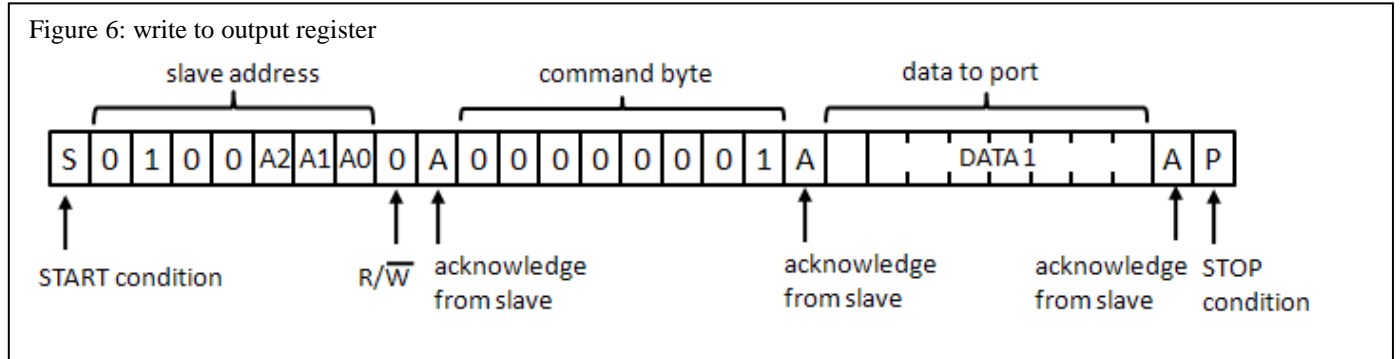 Figure 6: write to output register
slave address command byte data to port
S 0 1 0 0 A2 A1 A0 0 A 0 0 0 0 0 0 0 1 A DATA 1 A P
START condition R/W̅ acknowledge from slave acknowledge from slave acknowledge from slave STOP condition